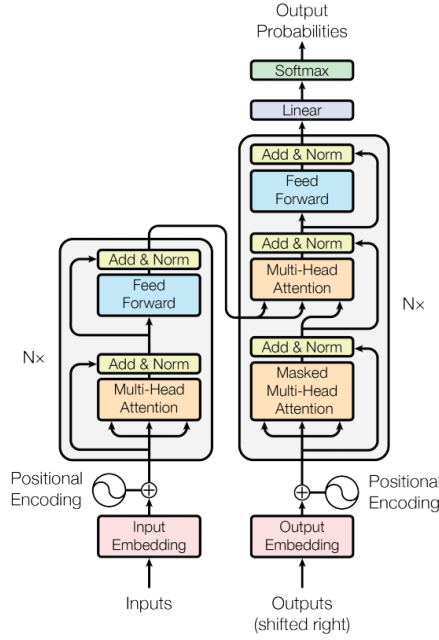 Output
Probabilities
Softmax
Linear
Add & Norm
Feed
Forward
Add & Norm
Multi-Head
Attention
Add & Norm
Masked
Multi-Head
Attention
Nx
Add & Norm
Feed
Forward
Add & Norm
Multi-Head
Attention
Nx
Positional
Encoding
Positional
Encoding
Input
Embedding
Output
Embedding
Inputs
Outputs
(shifted right)